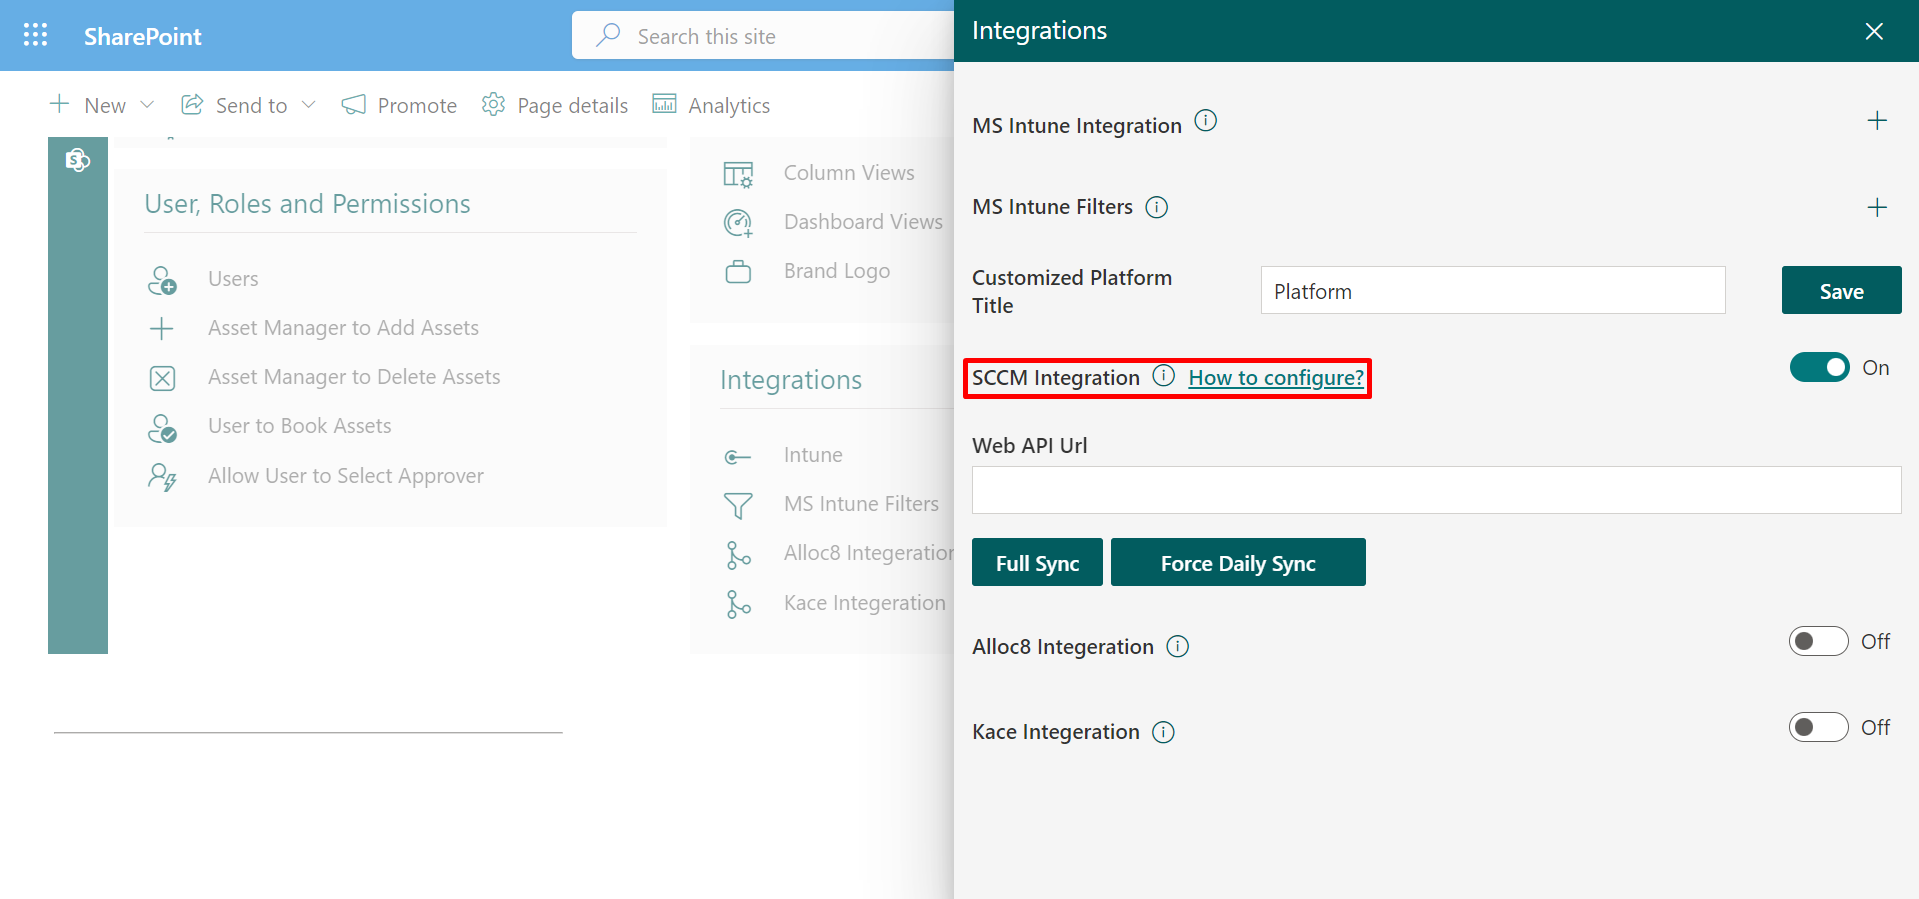 SharePoint
Search this site
New
Send to
Promote
Page details
Analytics
User, Roles and Permissions
Users
Asset Manager to Add Assets
Asset Manager to Delete Assets
User to Book Assets
Allow User to Select Approver
Column Views
Dashboard Views
Brand Logo
Integrations
Intune
MS Intune Filters
Alloc8 Integeration
Kace Integeration
Integrations
MS Intune Integration
MS Intune Filters
Customized Platform
Title
Platform
Save
SCCM Integration How to configure?
On
Web API Url
Full Sync
Force Daily Sync
Alloc8 Integeration
Off
Kace Integeration
Off